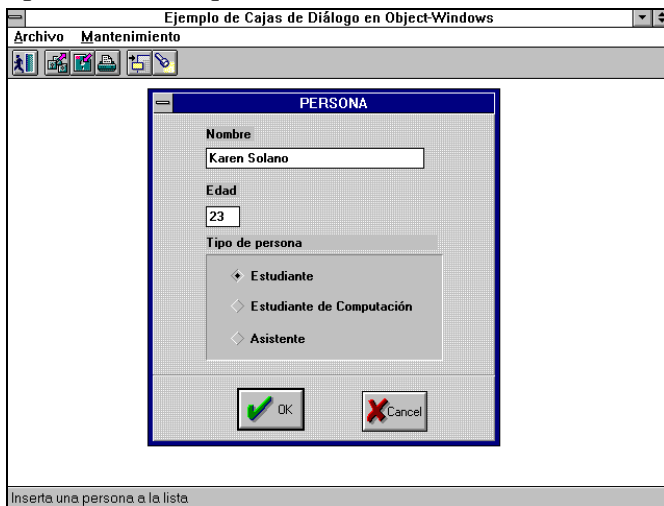 Ejemplo de Cajas de Diálogo en Object-Windows
Archivo Mantenimiento
PERSONA
Nombre
Karen Solano
Edad
23
Tipo de persona
Estudiante
Estudiante de Computación
Asistente
OK Cancel
Inserta una persona a la lista